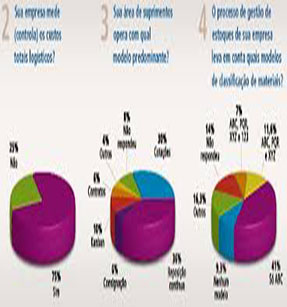 2 Sua empresa mede
(controla) os custos
totais logísticos?
25%
Não
75%
Sim
3 Sua área de suprimentos
opera com qual
modelo predominante?
8%
Não
respondeu
4%
Outros
6%
Contratos
10%
Kanban
6%
Consignação
30%
Cotações
36%
Reposição
contínua
4 O processo de gestão de
estoques de sua empresa
leva em conta quais modelos
de classificação de materiais?
7%
ABC, PQR,
XYZ e 123
14%
Não
respondeu
11,6%
ABC, PQR
e XYZ
16,3%
Outros
9,3%
Nenhum
modelo
41%
Só ABC